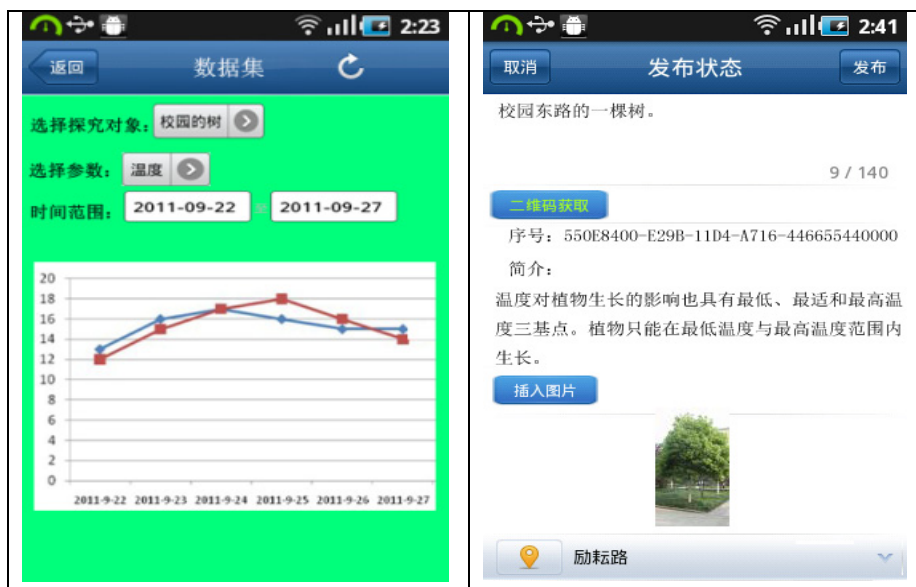 2:23
返回
数据集
选择探究对象：
校园的树
选择参数：
温度
时间范围：
2011-09-22
至
2011-09-27
20
18
16
14
12
10
8
6
4
2
0
2011-9-22 2011-9-23 2011-9-24 2011-9-25 2011-9-26 2011-9-27
2:41
取消
发布状态
发布
校园东路的一棵树。
9 / 140
二维码获取
序号：550E8400-E29B-11D4-A716-446655440000
简介：
温度对植物生长的影响也具有最低、最适和最高温
度三基点。植物只能在最低温度与最高温度范围内
生长。
插入图片
励耘路